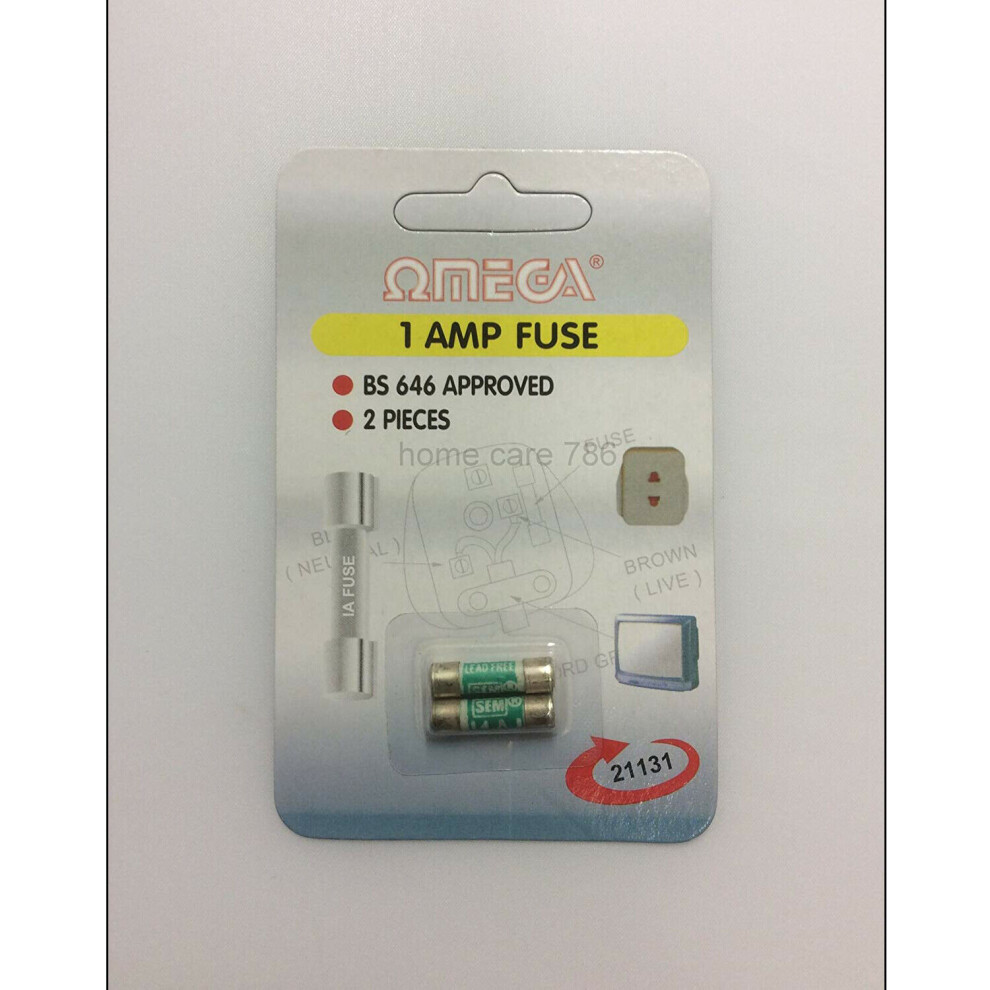 ΩMEGA®
1 AMP FUSE
BS 646 APPROVED
2 PIECES
home care 786
FUSE
BROWN
( LIVE )
IA FUSE
LEAD FREE
SEM®
21131